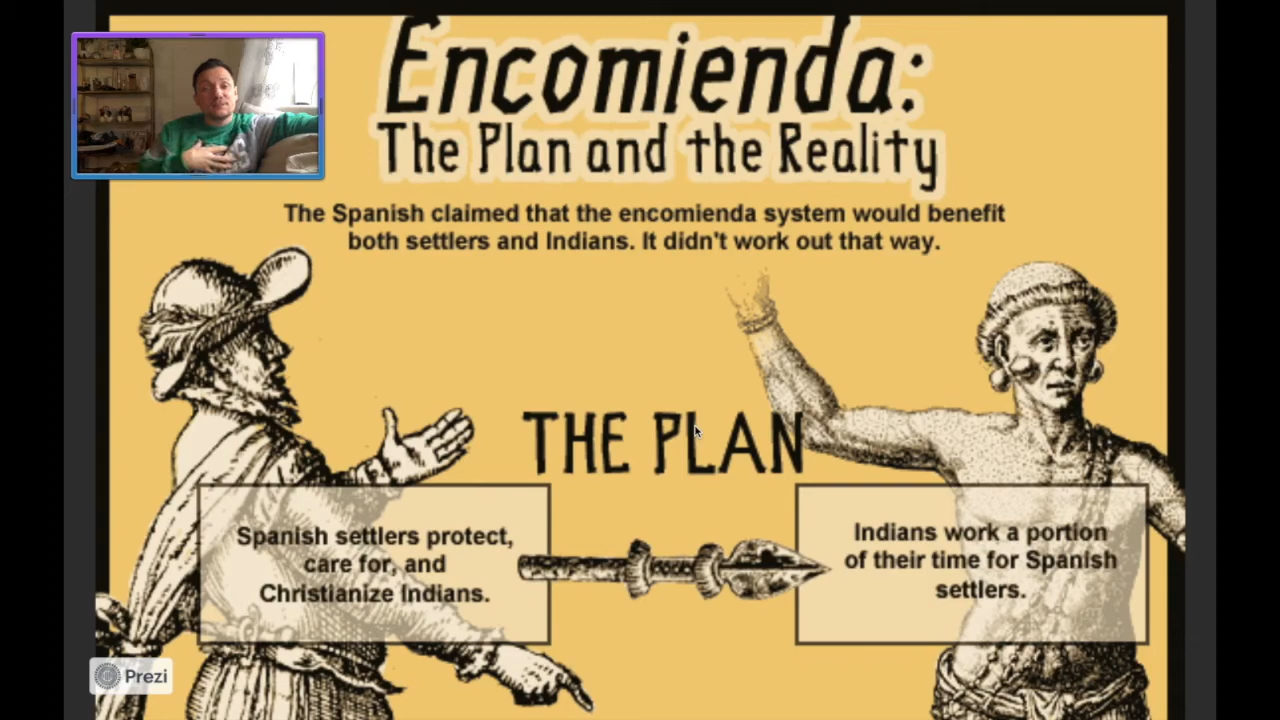 Encomienda:
The Plan and the Reality
The Spanish claimed that the encomienda system would benefit
both settlers and Indians. It didn't work out that way.
THE PLAN
Spanish settlers protect,
care for, and
Christianize Indians.
Indians work a portion
of their time for Spanish
settlers.
Prezi